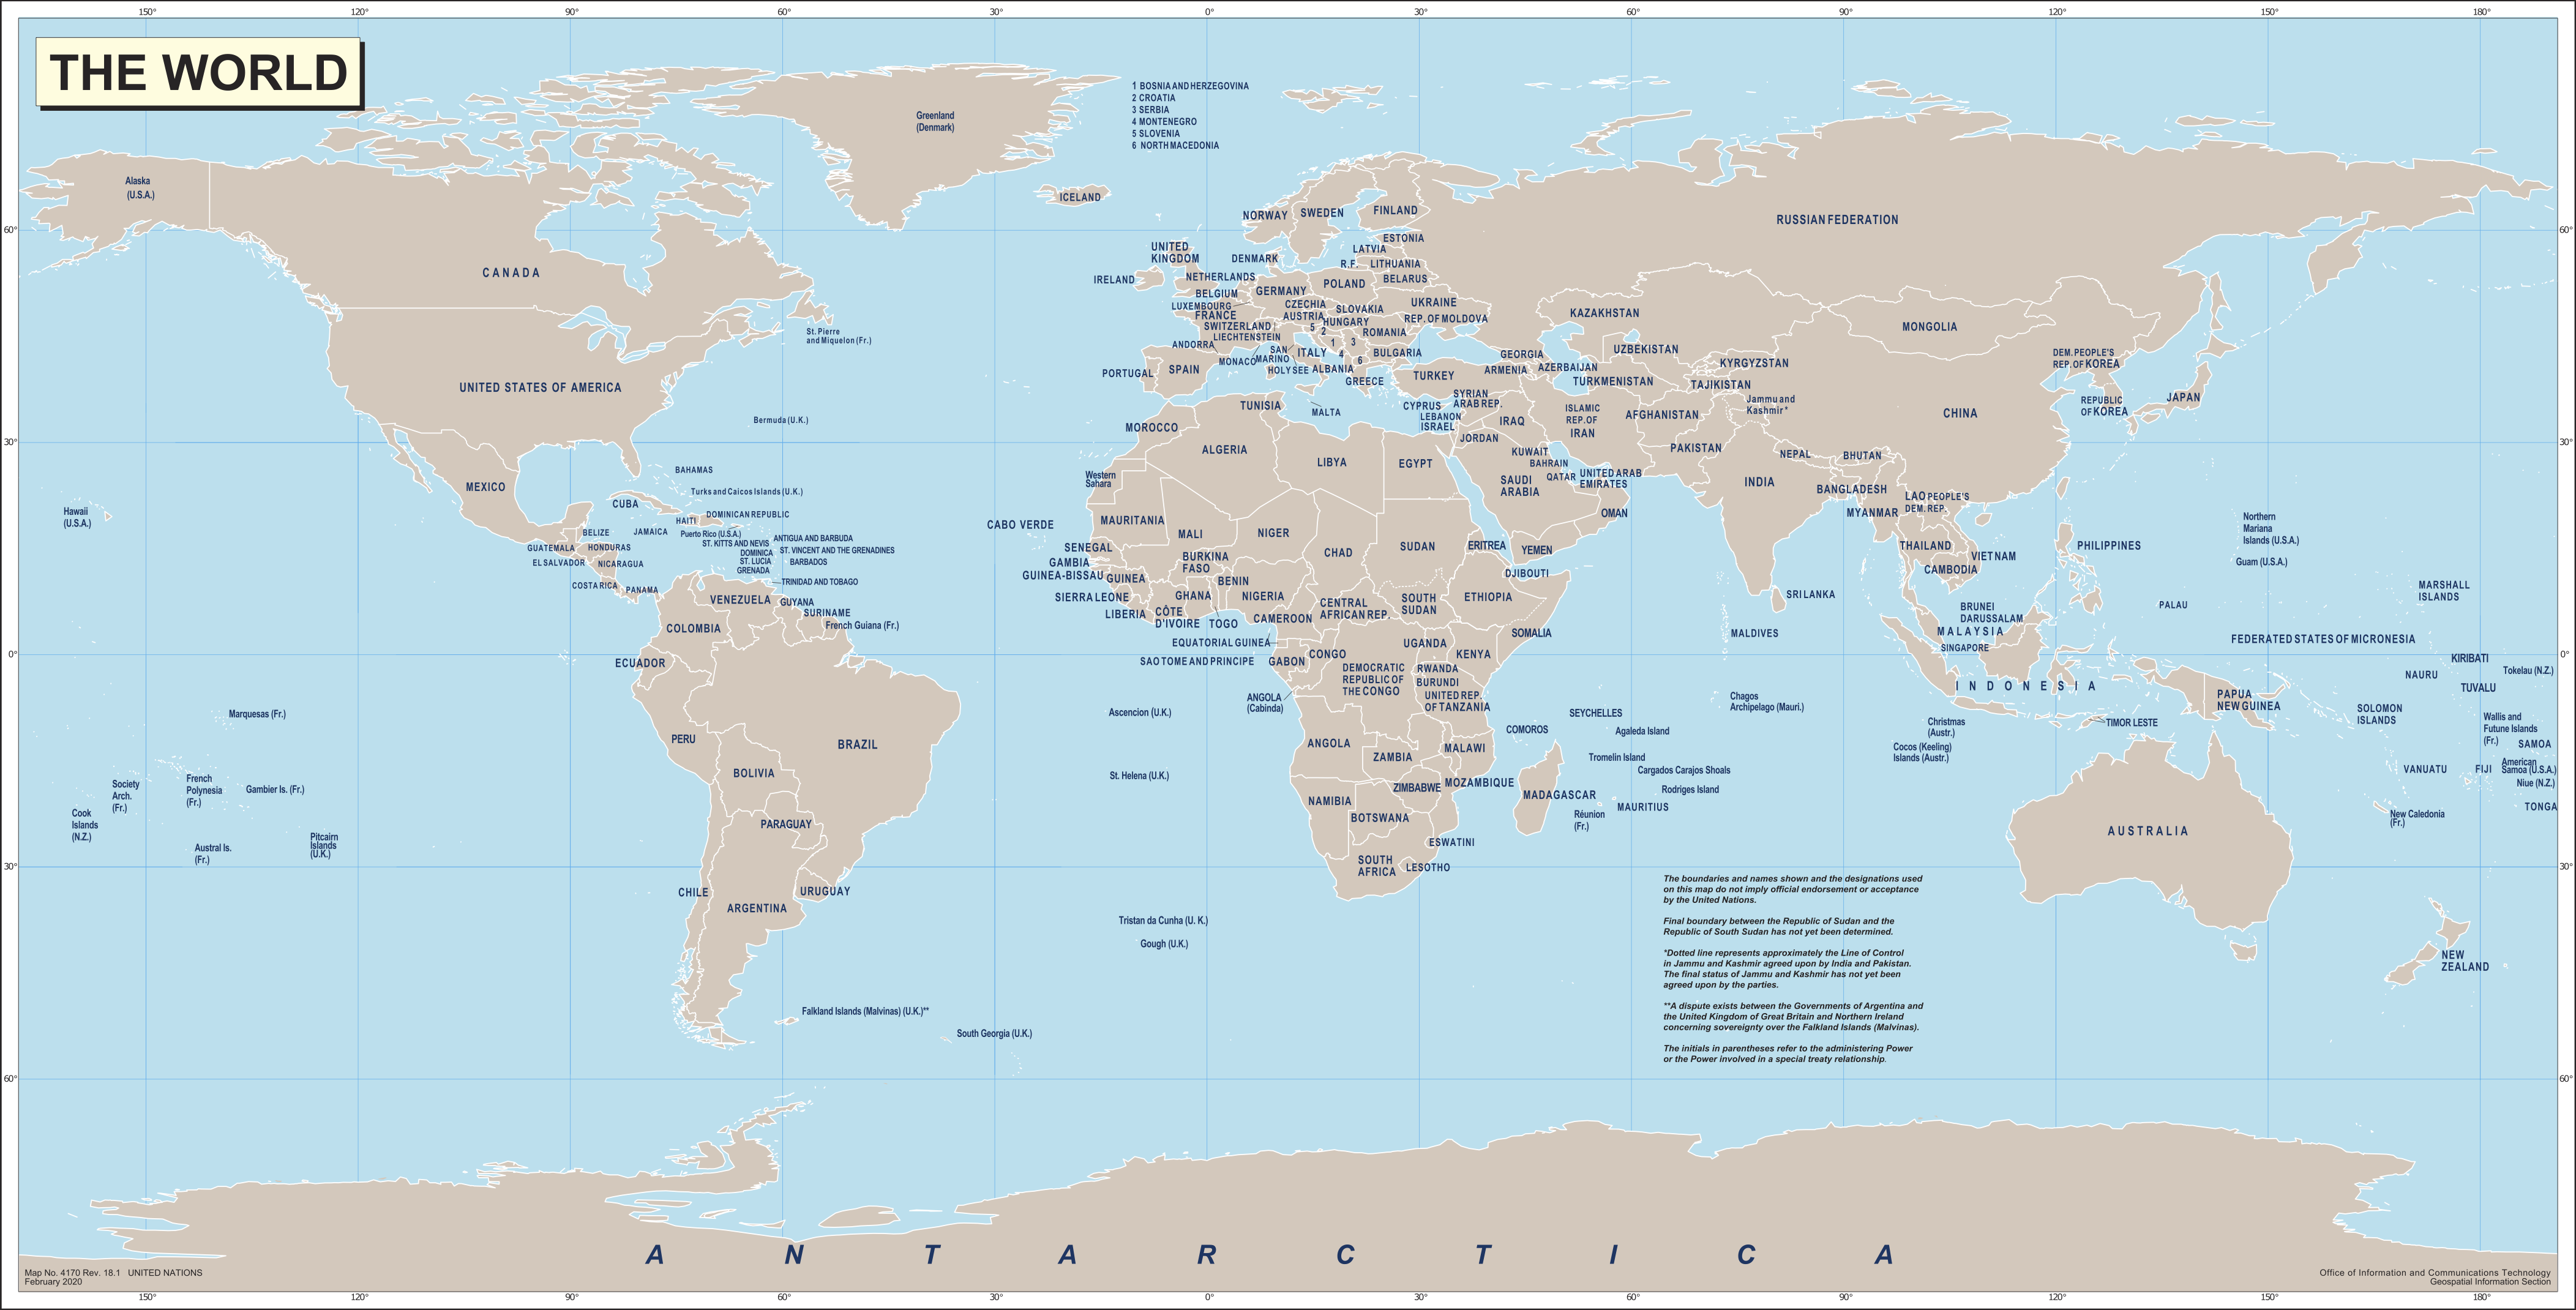 150°
120°
90°
60°
30°
0°
30°
60°
90°
120°
150°
180°
THE WORLD
1 BOSNIA AND HERZEGOVINA
2 CROATIA
3 SERBIA
4 MONTENEGRO
5 SLOVENIA
6 NORTH MACEDONIA
Greenland
(Denmark)
Alaska
(U.S.A.)
ICELAND
60°
60°
CANADA
UNITED STATES OF AMERICA
St. Pierre
and Miquelon (Fr.)
Bermuda (U.K.)
30°
30°
MEXICO
Hawaii
(U.S.A.)
BAHAMAS
Turks and Caicos Islands (U.K.)
CUBA
HAITI
DOMINICAN REPUBLIC
JAMAICA
Puerto Rico (U.S.A.)
BELIZE
GUATEMALA
HONDURAS
EL SALVADOR
NICARAGUA
COSTA RICA
PANAMA
ST. KITTS AND NEVIS
ANTIGUA AND BARBUDA
DOMINICA
ST. VINCENT AND THE GRENADINES
ST. LUCIA
BARBADOS
GRENADA
TRINIDAD AND TOBAGO
VENEZUELA
GUYANA
SURINAME
French Guiana (Fr.)
COLOMBIA
ECUADOR
0°
0°
PERU
BRAZIL
BOLIVIA
PARAGUAY
CHILE
ARGENTINA
URUGUAY
Falkland Islands (Malvinas) (U.K.)**
South Georgia (U.K.)
Marquesas (Fr.)
Society
Arch.
(Fr.)
French
Polynesia
(Fr.)
Gambier Is. (Fr.)
Cook
Islands
(N.Z.)
Austral Is.
(Fr.)
Pitcairn
Islands
(U.K.)
NORWAY
SWEDEN
FINLAND
ESTONIA
LATVIA
R.F.
LITHUANIA
BELARUS
UNITED
KINGDOM
IRELAND
DENMARK
NETHERLANDS
BELGIUM
LUXEMBOURG
GERMANY
POLAND
CZECHIA
SLOVAKIA
UKRAINE
FRANCE
AUSTRIA
HUNGARY
REP. OF MOLDOVA
SWITZERLAND
LIECHTENSTEIN
5
2
ROMANIA
ANDORRA
MONACO
SAN
MARINO
ITALY
1
3
4
6
BULGARIA
HOLY SEE
ALBANIA
GREECE
PORTUGAL
SPAIN
MALTA
TURKEY
CYPRUS
SYRIAN
ARAB REP.
LEBANON
ISRAEL
JORDAN
IRAQ
GEORGIA
ARMENIA
AZERBAIJAN
RUSSIAN FEDERATION
KAZAKHSTAN
UZBEKISTAN
TURKMENISTAN
KYRGYZSTAN
TAJIKISTAN
MONGOLIA
CHINA
DEM. PEOPLE'S
REP. OF KOREA
REPUBLIC
OF KOREA
JAPAN
ISLAMIC
REP. OF
IRAN
AFGHANISTAN
Jammu and
Kashmir *
PAKISTAN
NEPAL
BHUTAN
INDIA
BANGLADESH
MYANMAR
LAO PEOPLE'S
DEM. REP.
THAILAND
VIET NAM
CAMBODIA
PHILIPPINES
SRI LANKA
MALDIVES
BRUNEI
DARUSSALAM
MALAYSIA
SINGAPORE
INDONESIA
TIMOR LESTE
PAPUA
NEW GUINEA
KUWAIT
BAHRAIN
QATAR
UNITED ARAB
EMIRATES
SAUDI
ARABIA
OMAN
YEMEN
TUNISIA
MOROCCO
ALGERIA
LIBYA
EGYPT
Western
Sahara
MAURITANIA
MALI
NIGER
CHAD
SUDAN
ERITREA
DJIBOUTI
CABO VERDE
SENEGAL
GAMBIA
GUINEA-BISSAU
GUINEA
SIERRA LEONE
LIBERIA
CÔTE
D'IVOIRE
BURKINA
FASO
GHANA
TOGO
BENIN
NIGERIA
CAMEROON
CENTRAL
AFRICAN REP.
SOUTH
SUDAN
ETHIOPIA
SOMALIA
EQUATORIAL GUINEA
SAO TOME AND PRINCIPE
GABON
CONGO
DEMOCRATIC
REPUBLIC OF
THE CONGO
UGANDA
KENYA
RWANDA
BURUNDI
UNITED REP.
OF TANZANIA
ANGOLA
(Cabinda)
ANGOLA
ZAMBIA
MALAWI
MOZAMBIQUE
ZIMBABWE
NAMIBIA
BOTSWANA
ESWATINI
SOUTH
AFRICA
LESOTHO
COMOROS
MADAGASCAR
SEYCHELLES
Agaleda Island
Tromelin Island
Cargados Carajos Shoals
Rodriges Island
MAURITIUS
Réunion
(Fr.)
Chagos
Archipelago (Mauri.)
Ascencion (U.K.)
St. Helena (U.K.)
Tristan da Cunha (U. K.)
Gough (U.K.)
Christmas
(Austr.)
Cocos (Keeling)
Islands (Austr.)
AUSTRALIA
NEW
ZEALAND
Northern
Mariana
Islands (U.S.A.)
Guam (U.S.A.)
PALAU
MARSHALL
ISLANDS
FEDERATED STATES OF MICRONESIA
KIRIBATI
NAURU
Tokelau (N.Z.)
TUVALU
SOLOMON
ISLANDS
Wallis and
Futune Islands
(Fr.)
SAMOA
American
Samoa (U.S.A.)
VANUATU
FIJI
Niue (N.Z.)
TONGA
New Caledonia
(Fr.)
30°
30°
The boundaries and names shown and the designations used
on this map do not imply official endorsement or acceptance
by the United Nations.
Final boundary between the Republic of Sudan and the
Republic of South Sudan has not yet been determined.
*Dotted line represents approximately the Line of Control
in Jammu and Kashmir agreed upon by India and Pakistan.
The final status of Jammu and Kashmir has not yet been
agreed upon by the parties.
**A dispute exists between the Governments of Argentina and
the United Kingdom of Great Britain and Northern Ireland
concerning sovereignty over the Falkland Islands (Malvinas).
The initials in parentheses refer to the administering Power
or the Power involved in a special treaty relationship.
60°
60°
ANTARCTICA
Map No. 4170 Rev. 18.1 UNITED NATIONS
February 2020
Office of Information and Communications Technology
Geospatial Information Section
150°
120°
90°
60°
30°
0°
30°
60°
90°
120°
150°
180°